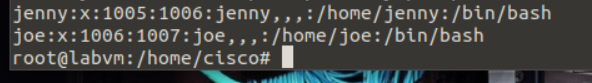 jenny:x:1005:1006:jenny,,,:/home/jenny:/bin/bash
joe:x:1006:1007:joe,,,:/home/joe:/bin/bash
root@labvm:/home/cisco#